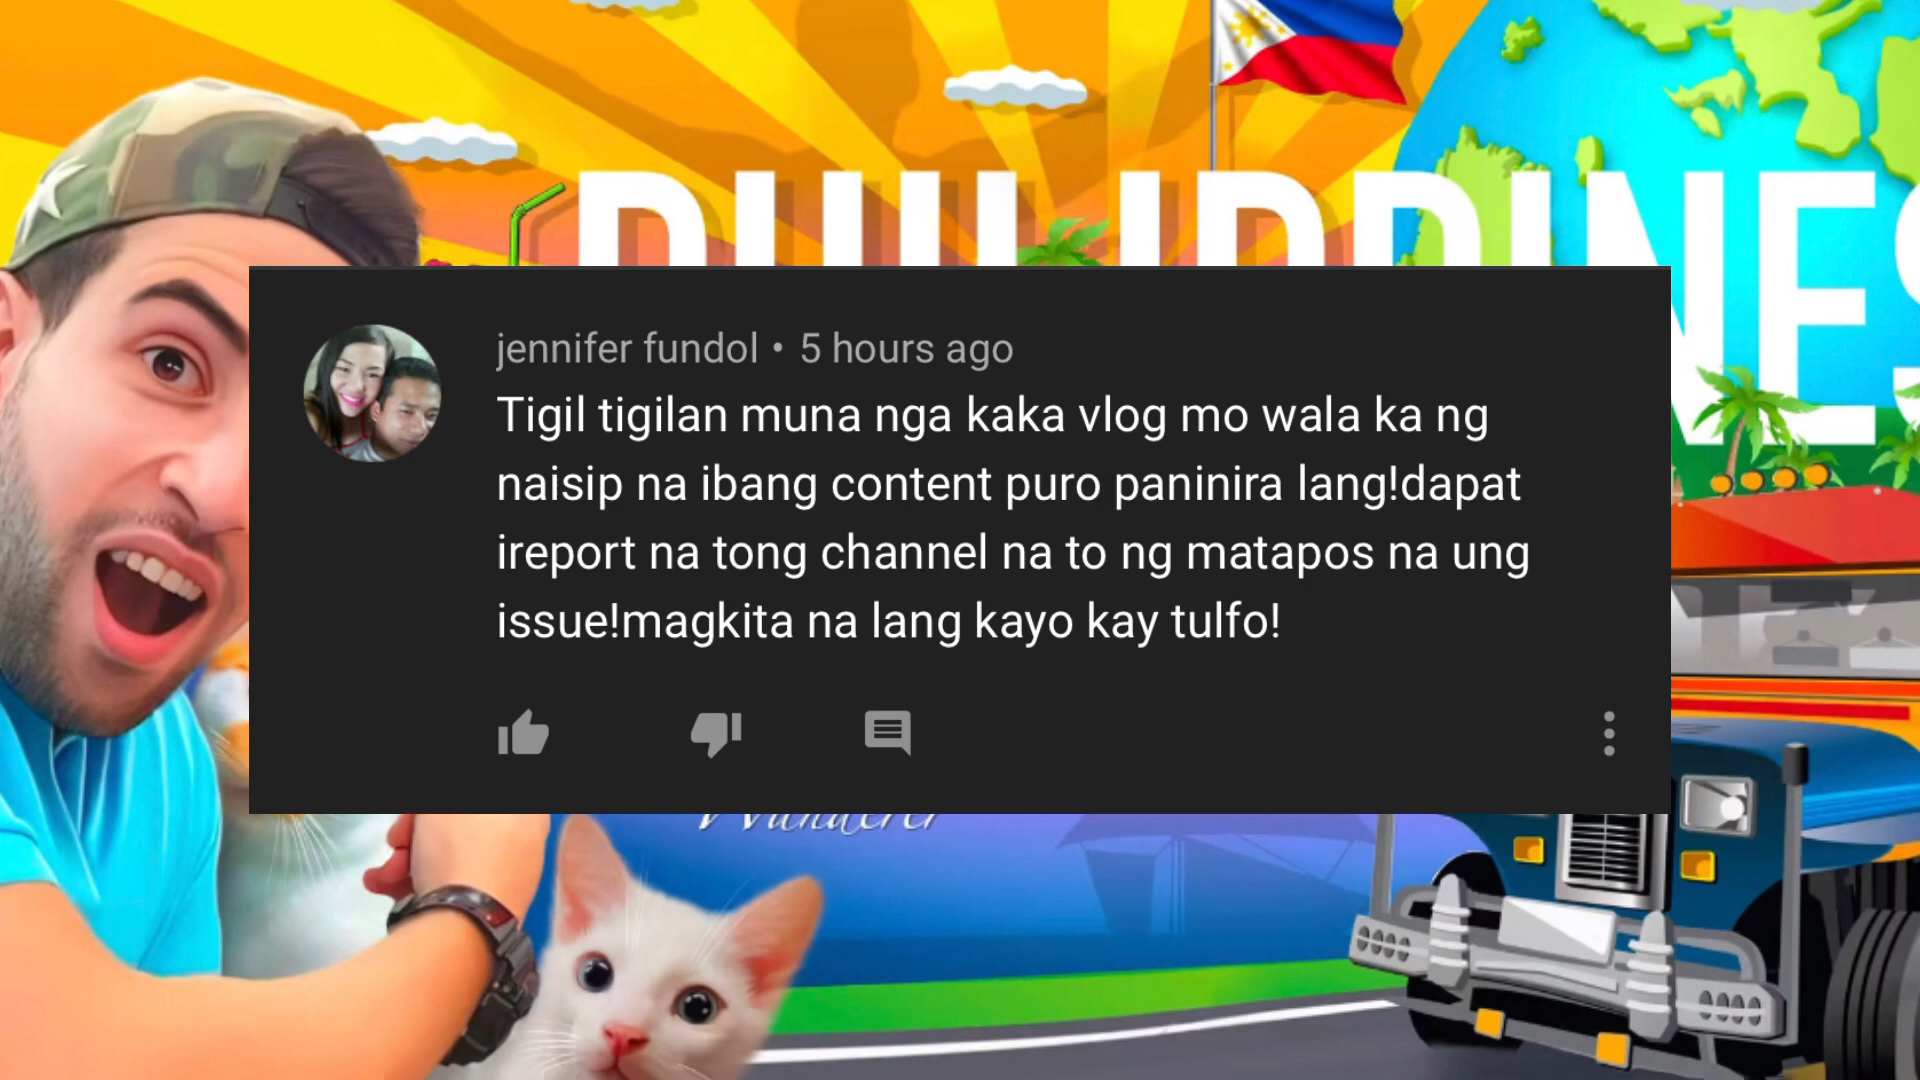 PHILIPPINES
jennifer fundol • 5 hours ago
Tigil tigilan muna nga kaka vlog mo wala ka ng
naisip na ibang content puro paninira lang!dapat
ireport na tong channel na to ng matapos na ung
issue!magkita na lang kayo kay tulfo!
Wanderer